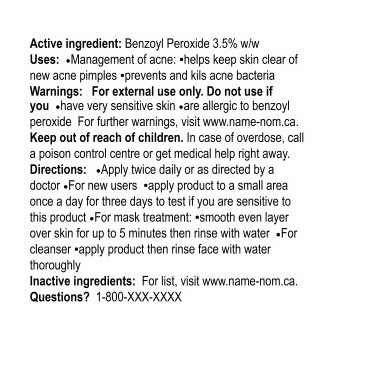 Active ingredient: Benzoyl Peroxide 3.5% w/w
Uses: •Management of acne: ▪helps keep skin clear of
new acne pimples ▪prevents and kils acne bacteria
Warnings: For external use only. Do not use if
you •have very sensitive skin •are allergic to benzoyl
peroxide For further warnings, visit www.name-nom.ca.
Keep out of reach of children. In case of overdose, call
a poison control centre or get medical help right away.
Directions: •Apply twice daily or as directed by a
doctor •For new users ▪apply product to a small area
once a day for three days to test if you are sensitive to
this product •For mask treatment: ▪smooth even layer
over skin for up to 5 minutes then rinse with water •For
cleanser ▪apply product then rinse face with water
thoroughly
Inactive ingredients: For list, visit www.name-nom.ca.
Questions? 1-800-XXX-XXXX